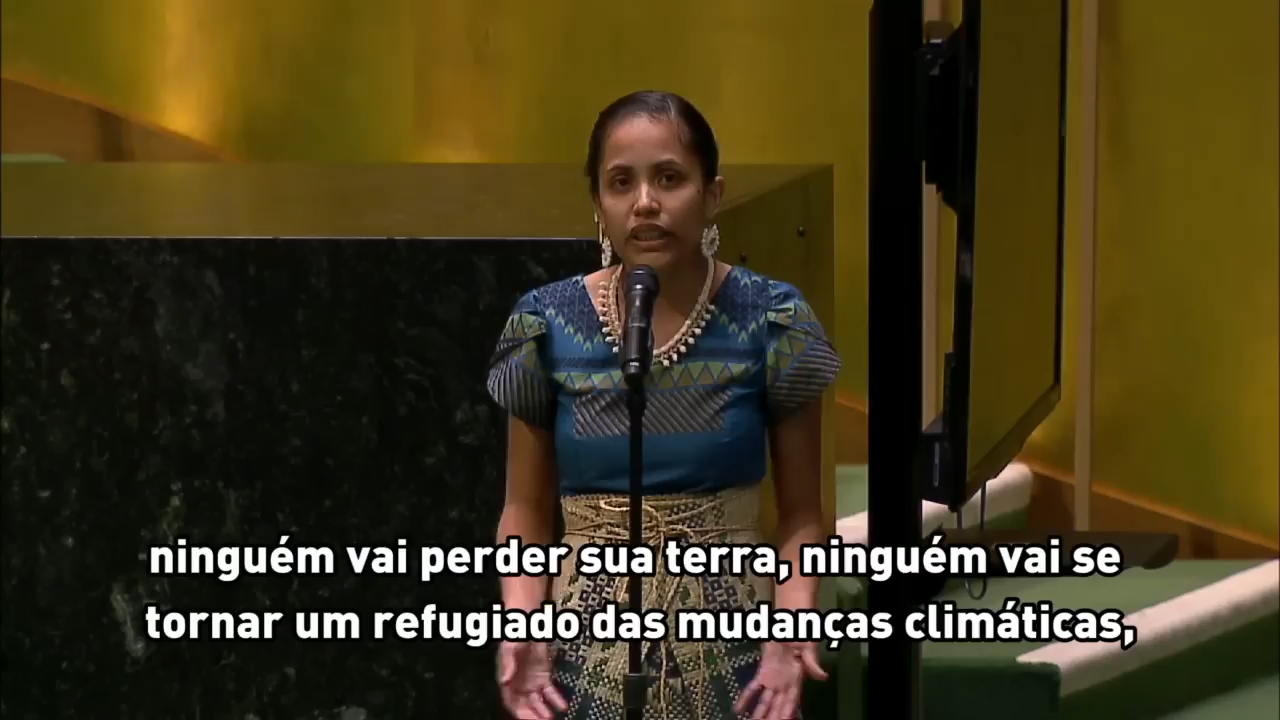 ninguém vai perder sua terra, ninguém vai se
tornar um refugiado das mudanças climáticas,